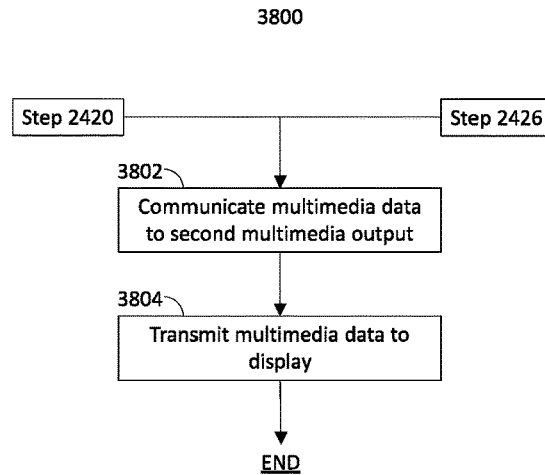 3800
Step 2420
Step 2426
3802
Communicate multimedia data
to second multimedia output
3804
Transmit multimedia data to
display
END